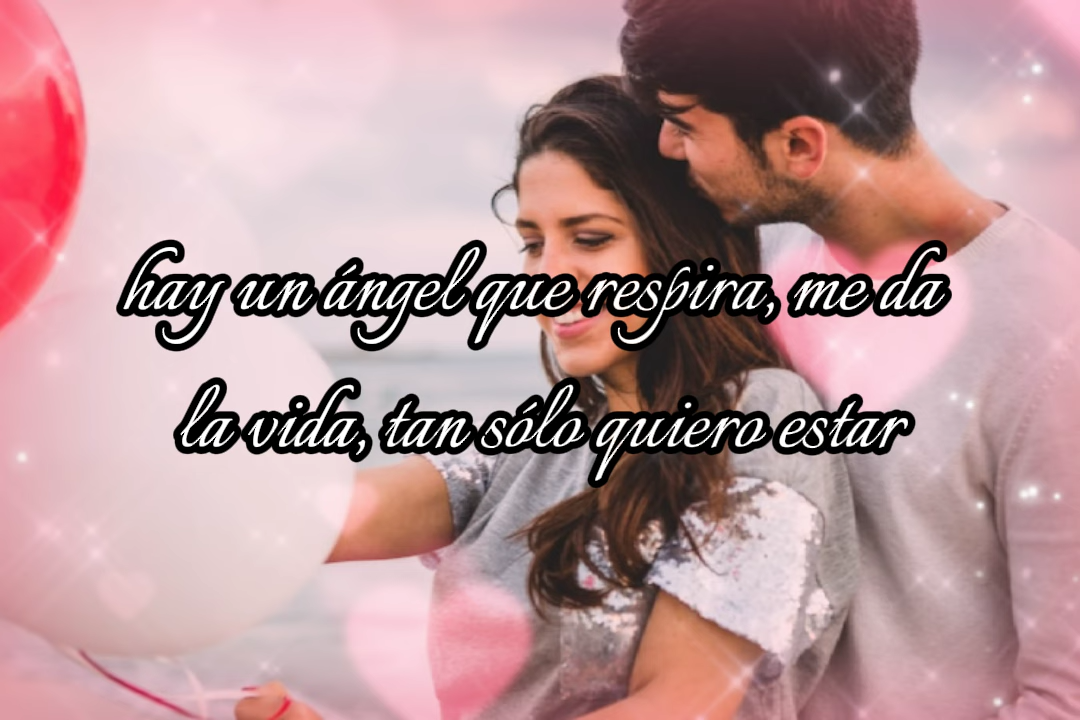 hay un ángel que respira, me da
la vida, tan sólo quiero estar